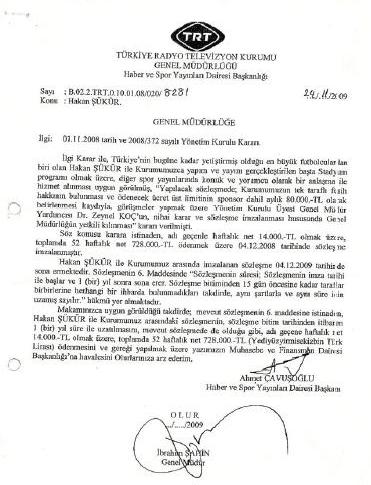 TRT
TÜRKİYE RADYO TELEVİZYON KURUMU
GENEL MÜDÜRLÜĞÜ
Haber ve Spor Yayınları Dairesi Başkanlığı
Sayı : B.02.2.TRT.0.10.01.08/020/ 8281
24/11/2009
Konu : Hakan ŞÜKÜR.
GENEL MÜDÜRLÜĞE
İlgi: 07.11.2008 tarih ve 2008/372 sayılı Yönetim Kurulu Kararı.
İlgi Karar ile, Türkiye'nin bugüne kadar yetiştirmiş olduğu en büyük futbolculardan
biri olan Hakan ŞÜKÜR ile Kurumumuzca yapım ve yayını gerçekleştirilen başta Stadyum
programı olmak üzere, diğer spor yayınlarında konuk ve yorumcu olarak bir anlaşma ile
hizmet alınması uygun görülmüş, "Yapılacak sözleşmede, Kurumumuzun tek taraflı fesih
hakkının bulunması ve ödenecek ücret üst limitinin sponsor dahil aylık 80.000-TL olarak
belirlenmesi kaydıyla, görüşmeler yapmak üzere Yönetim Kurulu Üyesi Genel Müdür
Yardımcısı Dr. Zeynel KOÇ'un, nihai karar ve sözleşme imzalanması hususunda Genel
Müdürlüğün yetkili kılınması" kararı verilmişti.
Söz konusu karara istinaden, adı geçenle haftalık net 14.000-TL olmak üzere,
toplamda 52 haftalık net 728.000-TL ödenmek üzere 04.12.2008 tarihinde sözleşme
imzalanmıştır.
Hakan ŞÜKÜR ile Kurumumuz arasında imzalanan sözleşme 04.12.2009 tarihinde
sona ermektedir. Sözleşmenin 6. Maddesinde "Sözleşmenin süresi; Sözleşmenin imza tarihi
ile başlar ve 1 (bir) yıl sonra sona erer. Sözleşme bitiminden 15 gün öncesine kadar taraflar
birbirlerine herhangi bir ihbarda bulunmadıkları takdirde, aynı şartlarla ve aynı süre için
uzamış sayılır." hükmü yer almaktadır.
Makamınızca uygun görüldüğü takdirde; mevcut sözleşmenin 6. maddesine istinaden,
Hakan ŞÜKÜR ile Kurumumuz arasındaki sözleşmenin, sözleşme bitim tarihinden itibaren
1 (bir) yıl süre ile uzatılmasını, mevcut sözleşmede de olduğu gibi, adı geçene haftalık net
14.000-TL olmak üzere, toplam 52 haftalık net 728.000-TL (Yediyüzyirmisekizbin Türk
Lirası) ödenmesini ve gereği yapılmak üzere yazımızın Muhasebe ve Finansman Dairesi
Başkanlığı'na havalesini Olurlarınıza arz ederim.
Ahmet ÇAVUŞOĞLU
Haber ve Spor Yayınları Dairesi Başkanı
OLUR
.../...../2009
İbrahim ŞAHİN
Genel Müdür